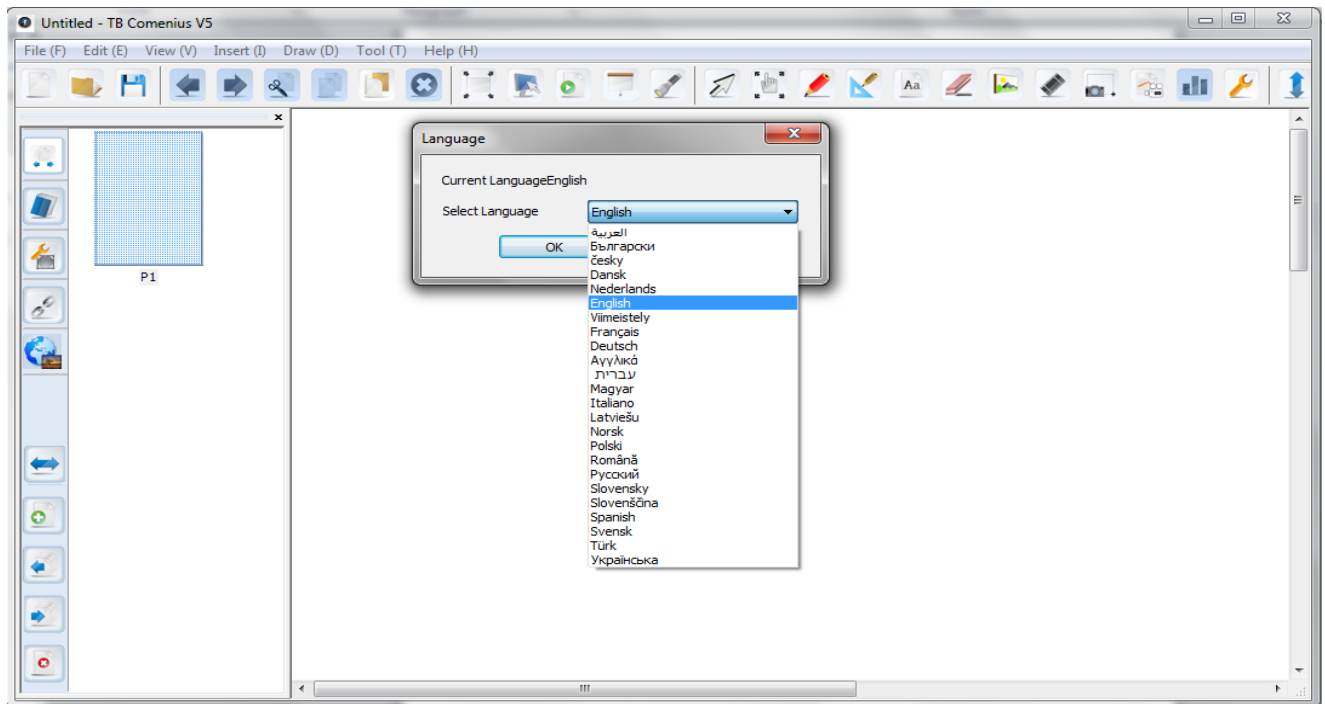 Untitled - TB Comenius V5
File (F) Edit (E) View (V) Insert (I) Draw (D) Tool (T) Help (H)
Aa
Language
Current LanguageEnglish
Select Language English
OK
العربية
Български
česky
Dansk
Nederlands
English
Viimeistely
Français
Deutsch
Αγγλικά
עברית
Magyar
Italiano
Latviešu
Norsk
Polski
Română
Русский
Slovensky
Slovenščina
Spanish
Svensk
Türk
Українська
P1